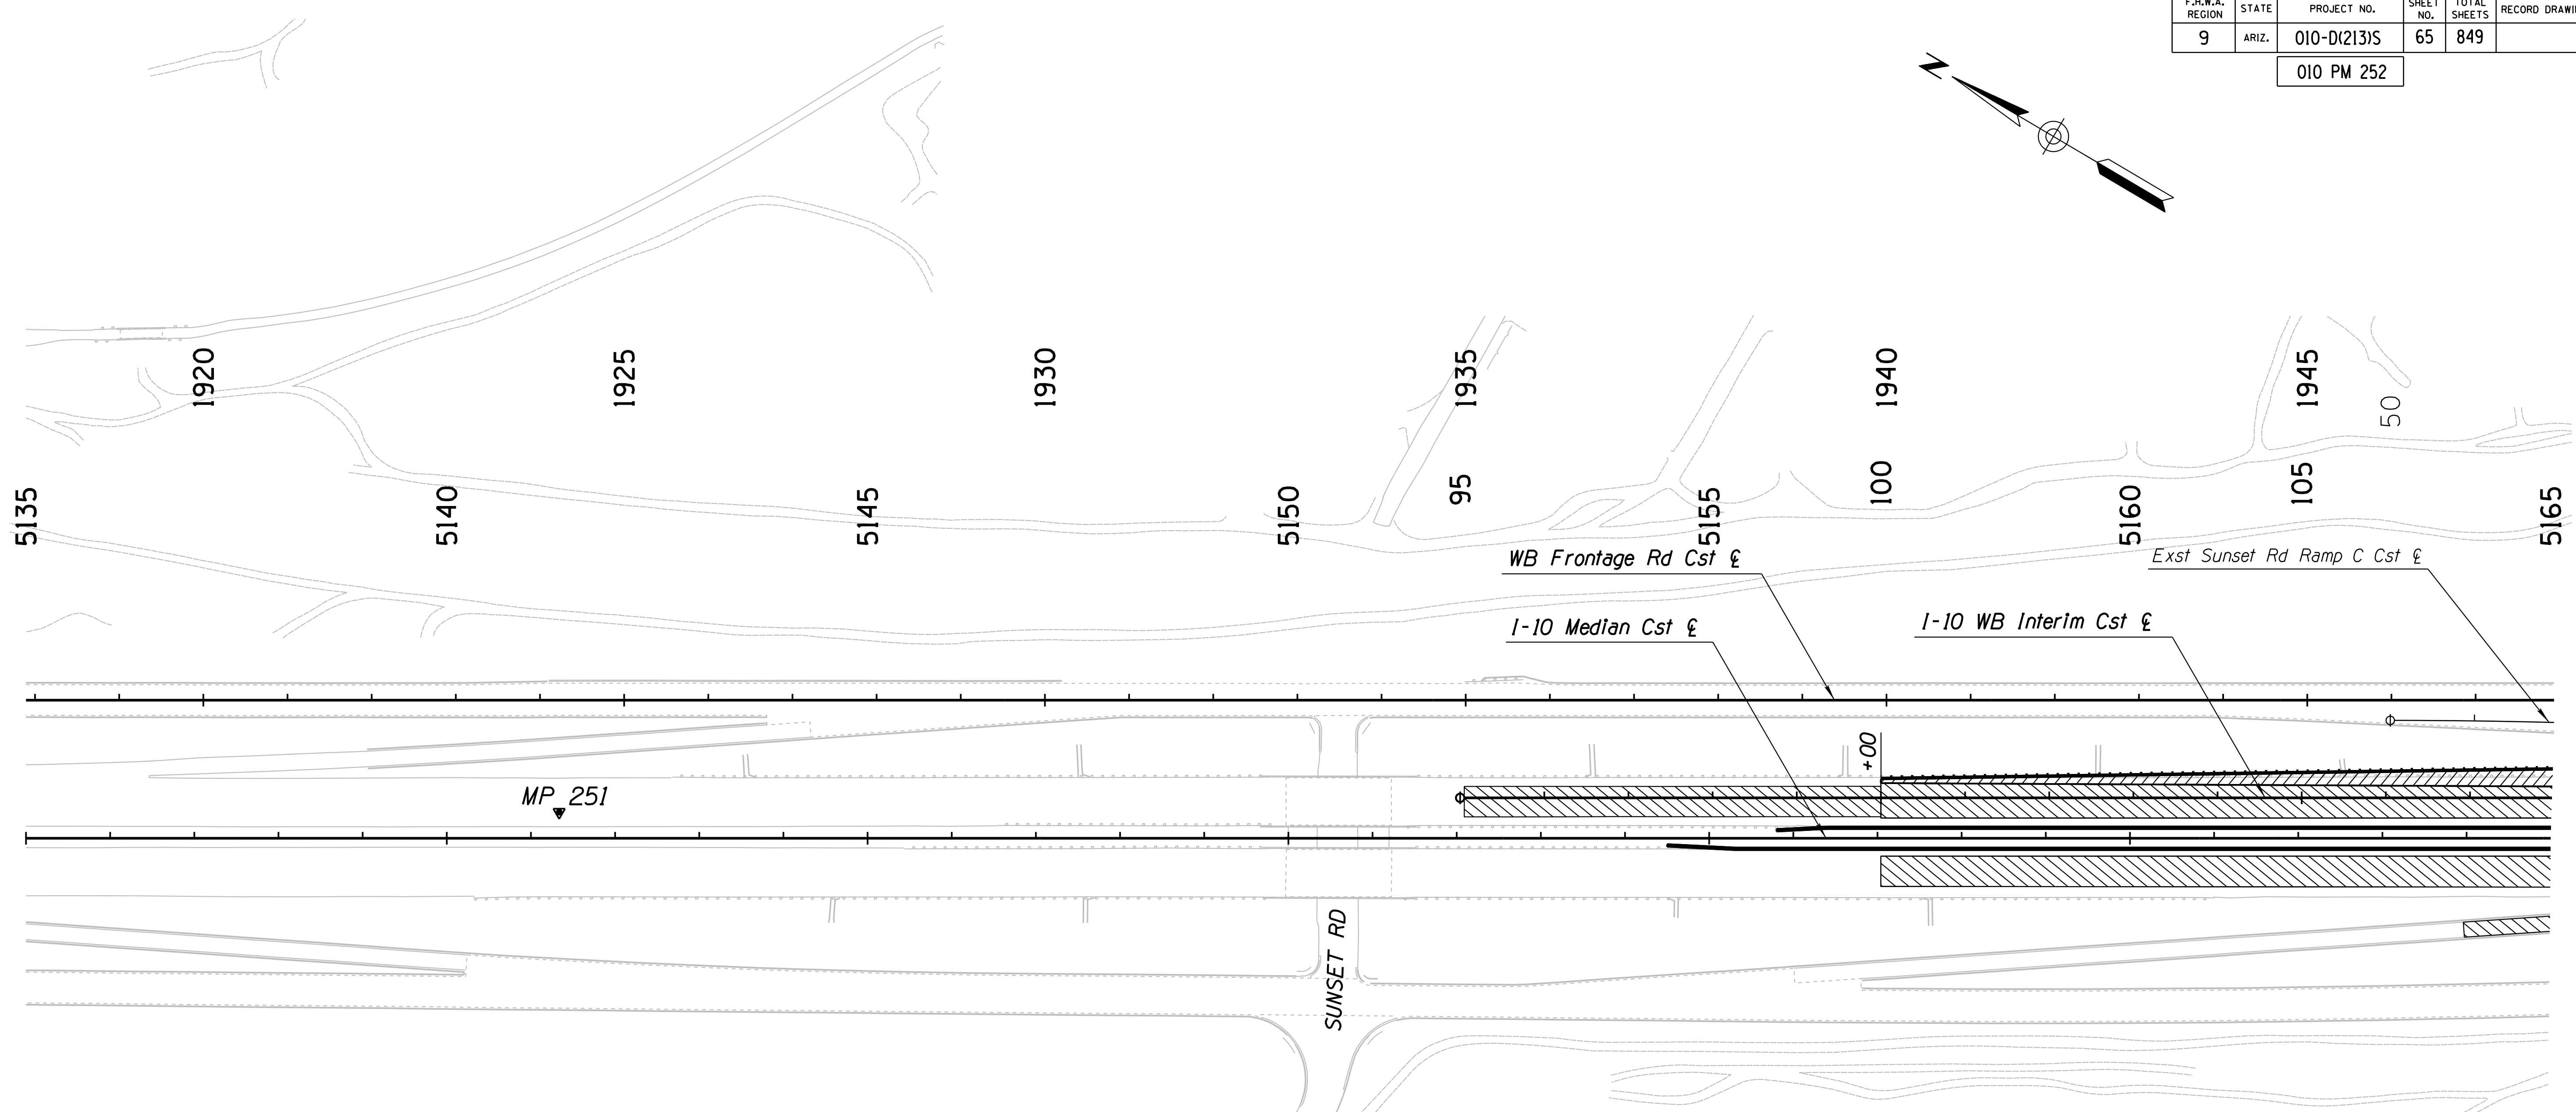 F.H.W.A. REGION STATE PROJECT NO. SHEET NO. TOTAL SHEETS RECORD
9 ARIZ. 010-D(213)S 65 849
010 PM 252
N
1920 1925 1930 1935 1940 1945
50
5135 5140 5145 5150 95 5155 100 5160 105 5165
WB Frontage Rd Cst ℄
Exst Sunset Rd Ramp C Cst ℄
I-10 Median Cst ℄
I-10 WB Interim Cst ℄
+00
MP 251
SUNSET RD